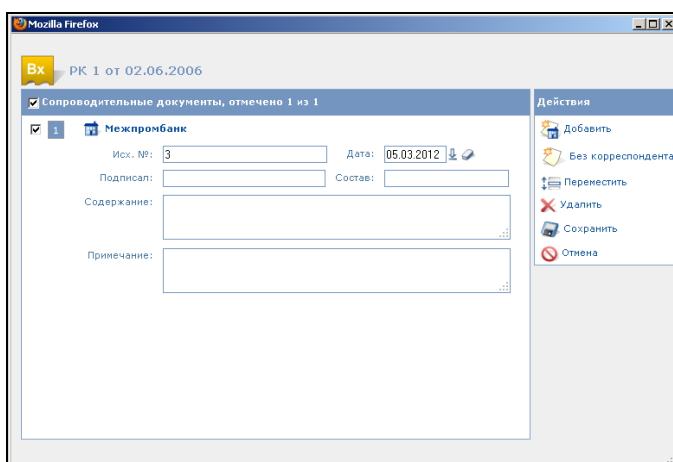 Mozilla Firefox
Вх РК 1 от 02.06.2006
Сопроводительные документы, отмечено 1 из 1
1 Межпромбанк
Исх. №: 3 Дата: 05.03.2012
Подписал: Состав:
Содержание:
Примечание:
Действия
Добавить
Без корреспондента
Переместить
Удалить
Сохранить
Отмена